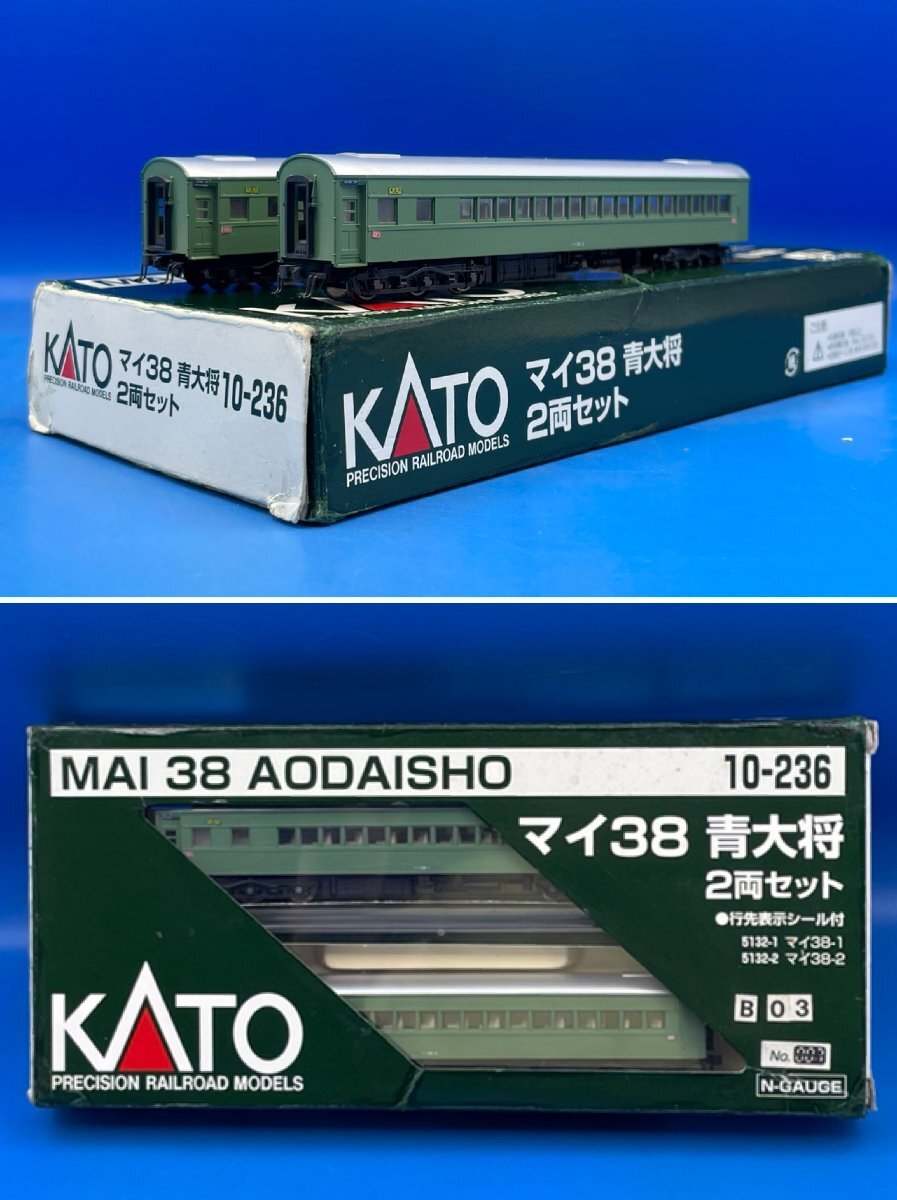 KATO
PRECISION RAILROAD MODELS
マイ38 青大将
2両セット
10-236
KATO
PRECISION RAILROAD MODELS
マイ38 青大将
2両セット
MAI 38 AODAISHO
10-236
マイ38 青大将
2両セット
●行先表示シール付
5132-1 マイ38-1
5132-2 マイ38-2
B 0 3
No.
KATO
PRECISION RAILROAD MODELS
N-GAUGE